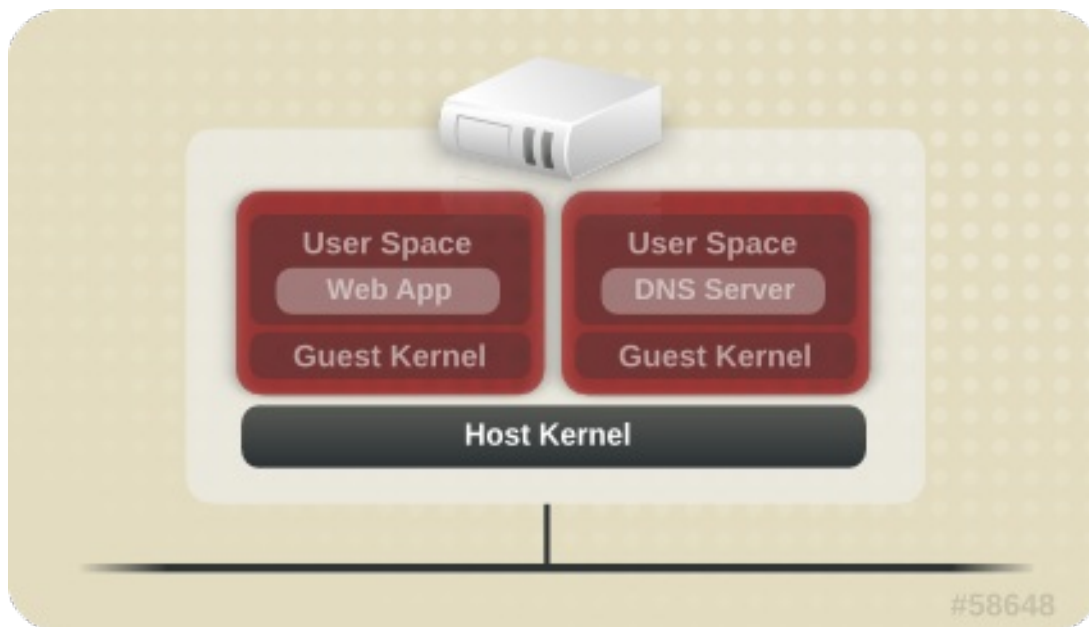 User Space
Web App
Guest Kernel
User Space
DNS Server
Guest Kernel
Host Kernel
#58648